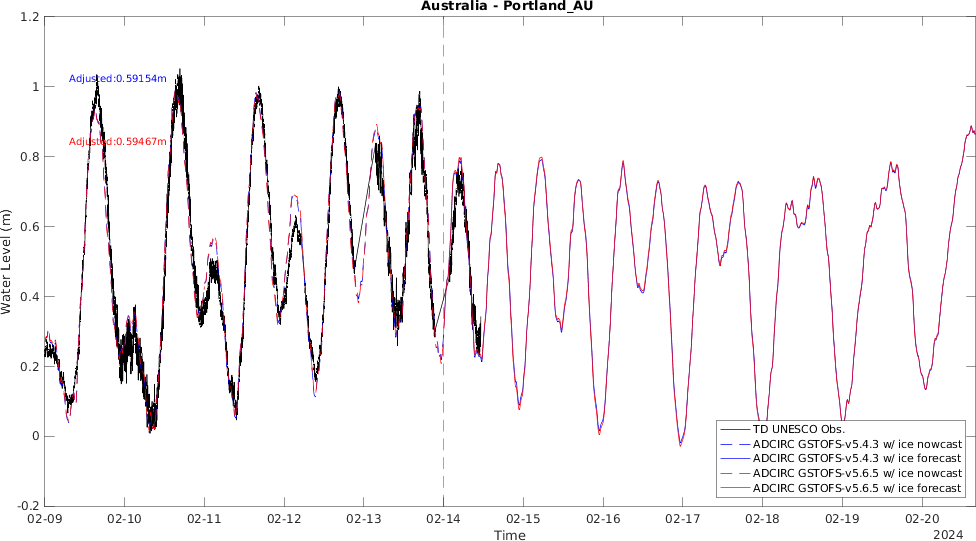 Australia - Portland_AU
1.2
1
0.8
0.6
0.4
0.2
0
-0.2
Water Level (m)
Adjusted:0.59154m
Adjusted:0.59467m
TD UNESCO Obs.
ADCIRC GSTOFS-v5.4.3 w/ ice nowcast
ADCIRC GSTOFS-v5.4.3 w/ ice forecast
ADCIRC GSTOFS-v5.6.5 w/ ice nowcast
ADCIRC GSTOFS-v5.6.5 w/ ice forecast
02-09 02-10 02-11 02-12 02-13 02-14 02-15 02-16 02-17 02-18 02-19 02-20
Time
2024